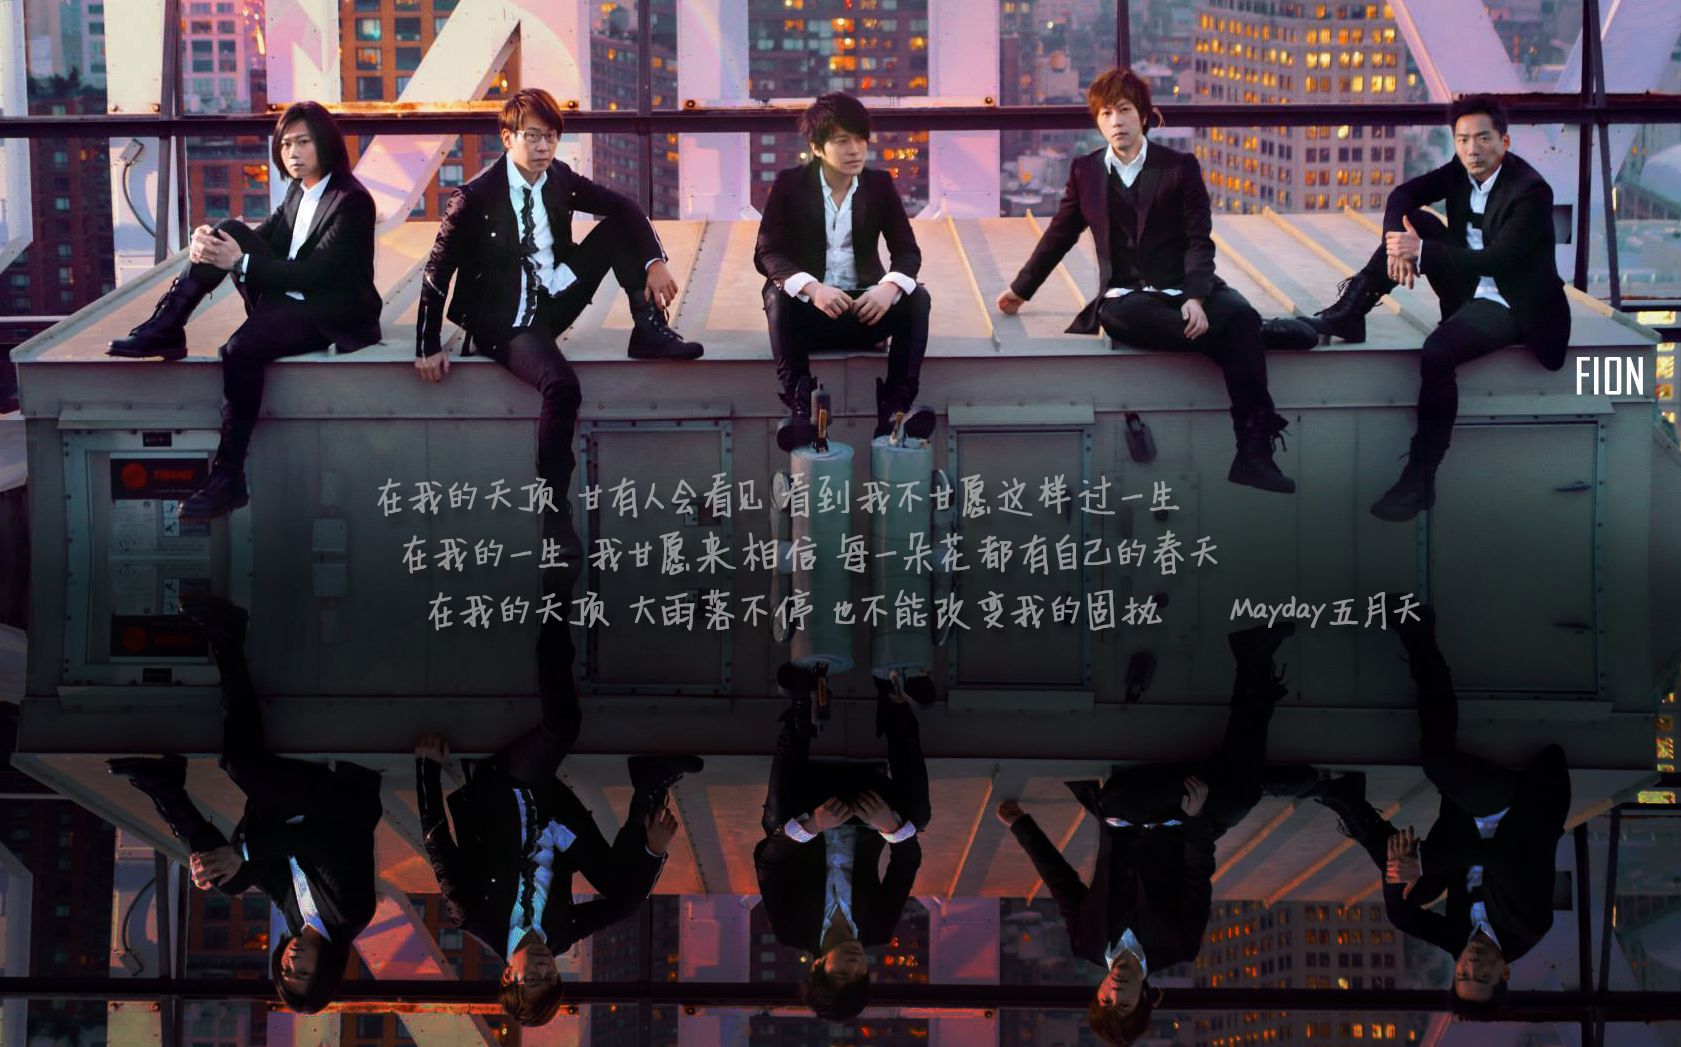 FION
在我的天顶 甘有人会看见 看到我不甘愿这样过一生
在我的一生 我甘愿来相信 每一朵花都有自己的春天
在我的天顶 大雨落不停 也不能改变我的固执 Mayday五月天
TRANE